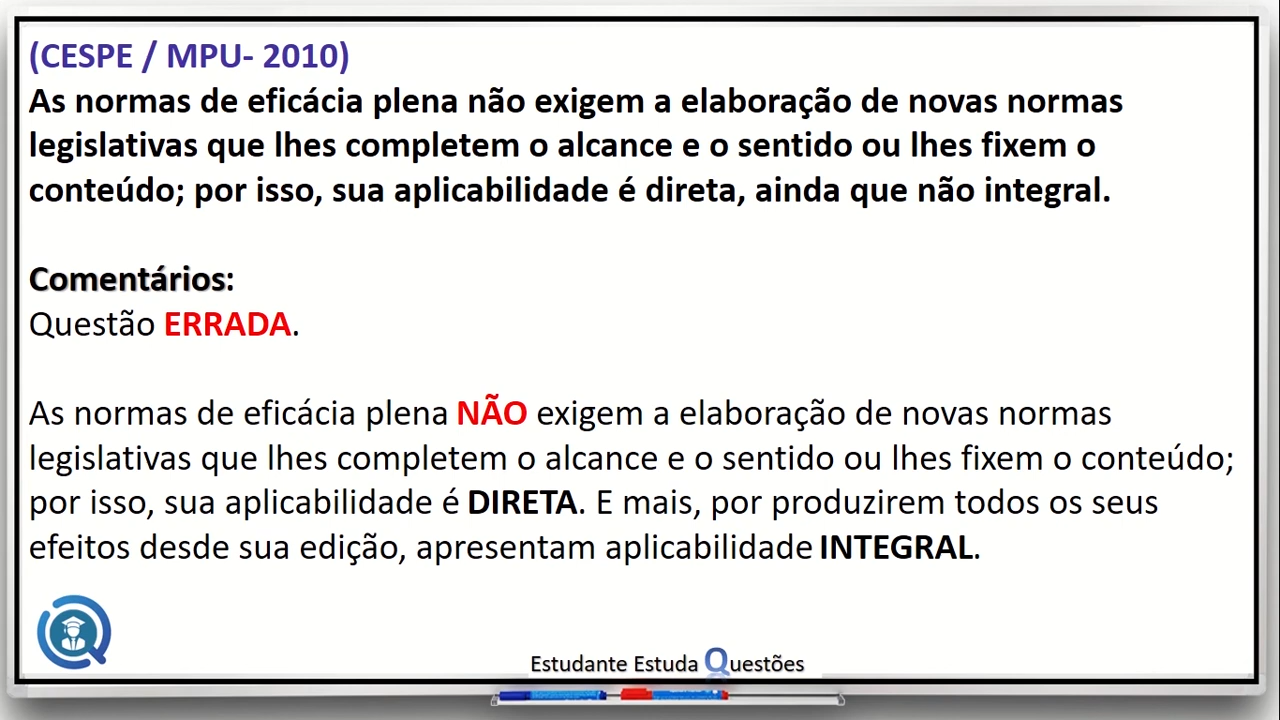 (CESPE / MPU- 2010)
As normas de eficácia plena não exigem a elaboração de novas normas
legislativas que lhes completem o alcance e o sentido ou lhes fixem o
conteúdo; por isso, sua aplicabilidade é direta, ainda que não integral.
Comentários:
Questão ERRADA.
As normas de eficácia plena NÃO exigem a elaboração de novas normas
legislativas que lhes completem o alcance e o sentido ou lhes fixem o conteúdo;
por isso, sua aplicabilidade é DIRETA. E mais, por produzirem todos os seus
efeitos desde sua edição, apresentam aplicabilidade INTEGRAL.
Estudante Estuda Questões